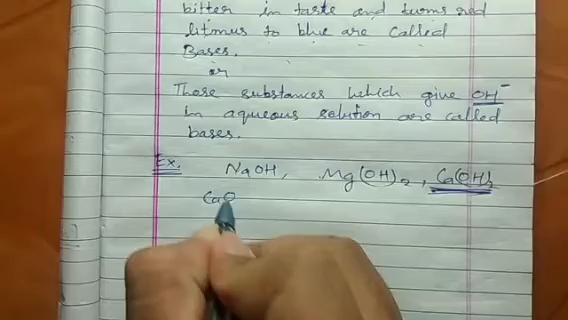 bitter in taste and turns red
litmus to blue are called
Bases.
or
Those substances which give OH⁻
in aqueous solution are called
bases.
Ex. NaOH, Mg(OH)₂, Ca(OH)₂
CaO